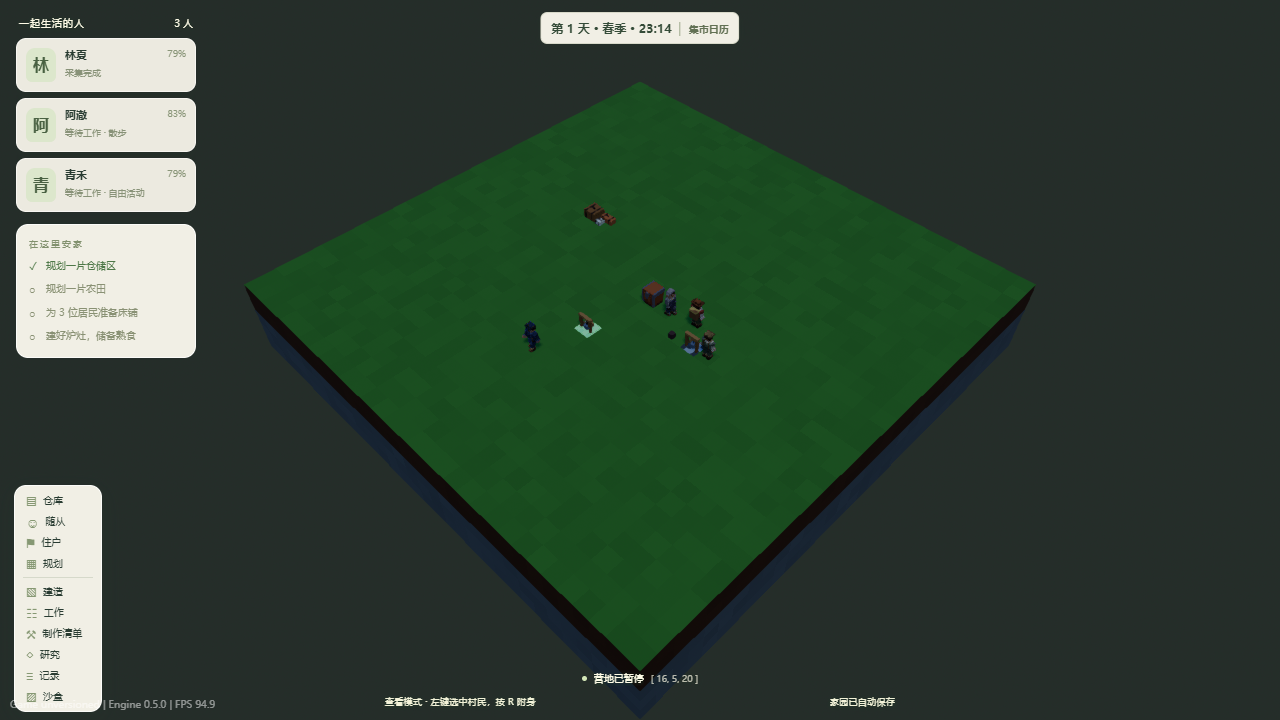 一起生活的人 3 人
林 林夏 79%
采集完成
阿 阿澈 83%
等待工作 · 散步
青 青禾 79%
等待工作 · 自由活动
在这里安家
✓ 规划一片仓储区
○ 规划一片农田
○ 为 3 位居民准备床铺
○ 建好炉灶，储备熟食
第 1 天 • 春季 • 23:14 | 集市日历
仓库
随从
住户
规划
建造
工作
制作清单
研究
记录
沙盒
| Engine 0.5.0 | FPS 94.9
营地已暂停 [ 16, 5, 20 ]
查看模式 · 左键选中村民，按 R 附身
家园已自动保存